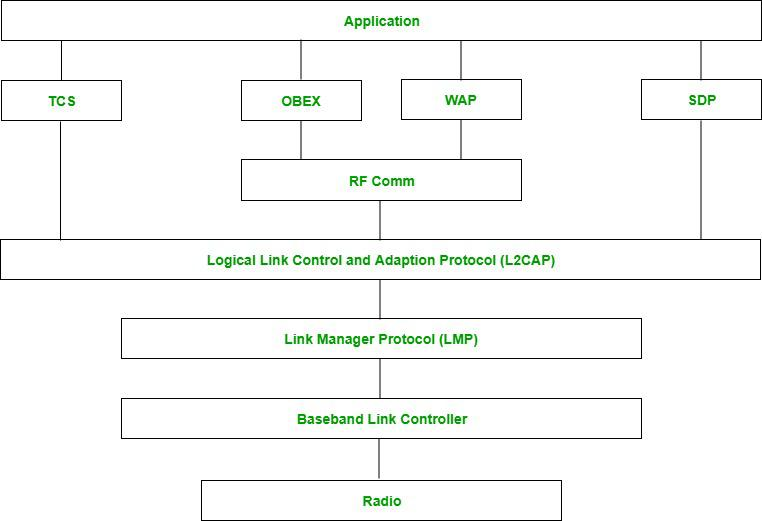 Application
TCS
OBEX
WAP
SDP
RF Comm
Logical Link Control and Adaption Protocol (L2CAP)
Link Manager Protocol (LMP)
Baseband Link Controller
Radio